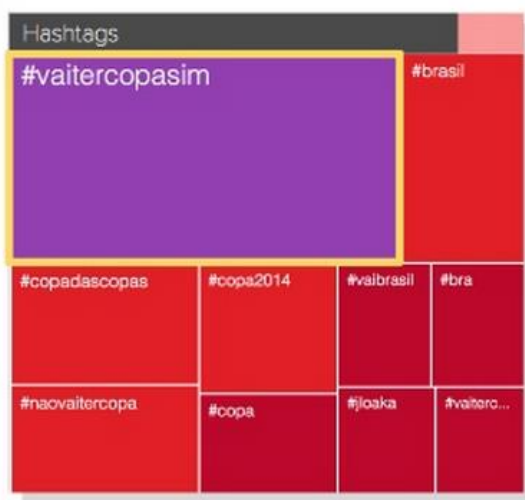 Hashtags
#vaitercopasim
#brasil
#copadascopas
#copa2014
#vaibrasil
#bra
#naovaitercopa
#copa
#jloaka
#vaiterc...